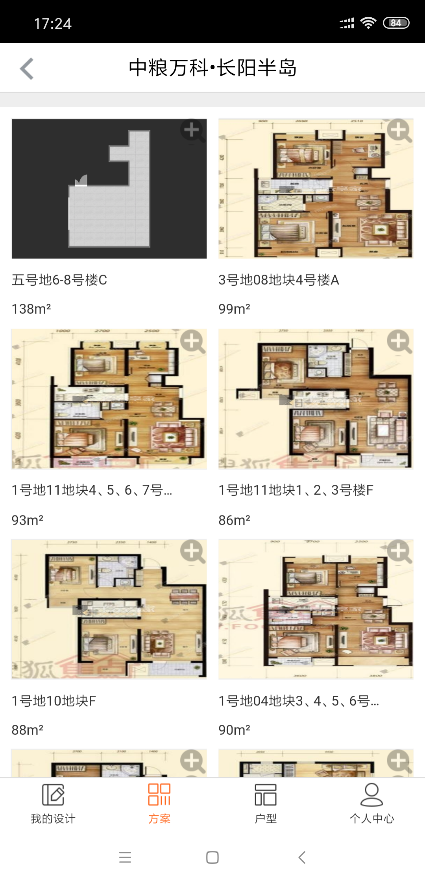 17:24
84
中粮万科•长阳半岛
五号地6-8号楼C
3号地08地块4号楼A
138m²
99m²
1号地11地块4、5、6、7号…
1号地11地块1、2、3号楼F
93m²
86m²
1号地10地块F
1号地04地块3、4、5、6号…
88m²
90m²
我的设计
方案
户型
个人中心